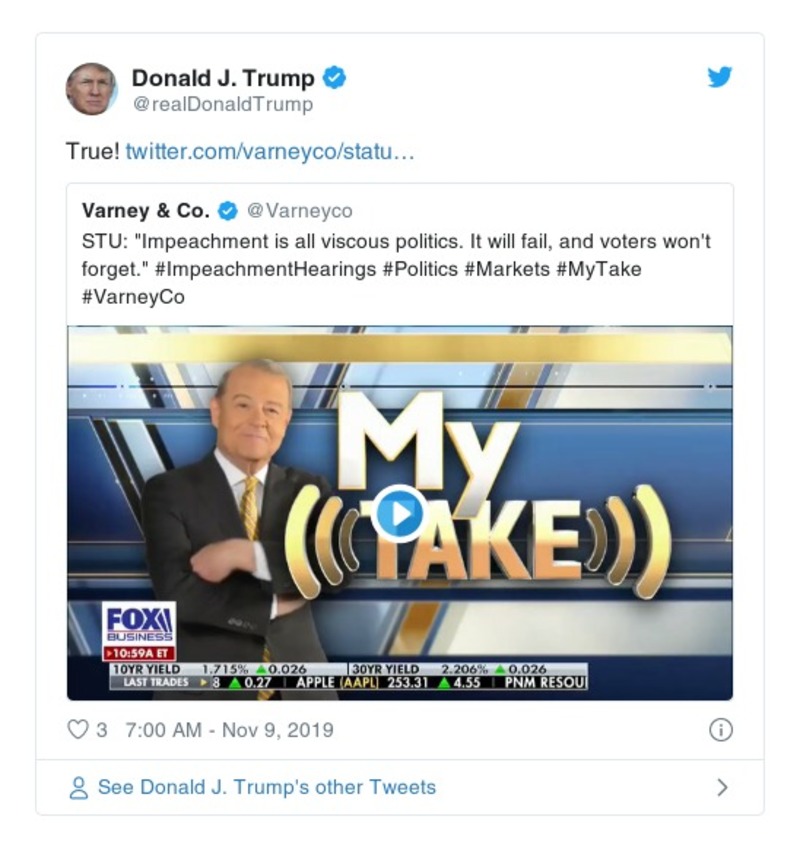 Donald J. Trump
@realDonaldTrump
True! twitter.com/varneyco/statu…
Varney & Co. @Varneyco
STU: "Impeachment is all viscous politics. It will fail, and voters won't
forget." #ImpeachmentHearings #Politics #Markets #MyTake
#VarneyCo
My
TAKE
FOX
BUSINESS
10:59A ET
10YR YIELD 1.715% ▲0.026 30YR YIELD 2.206% ▲0.026
LAST TRADES 8 ▲0.27 APPLE (AAPL) 253.31 ▲4.55 PNM RESOU
3 7:00 AM - Nov 9, 2019
See Donald J. Trump's other Tweets